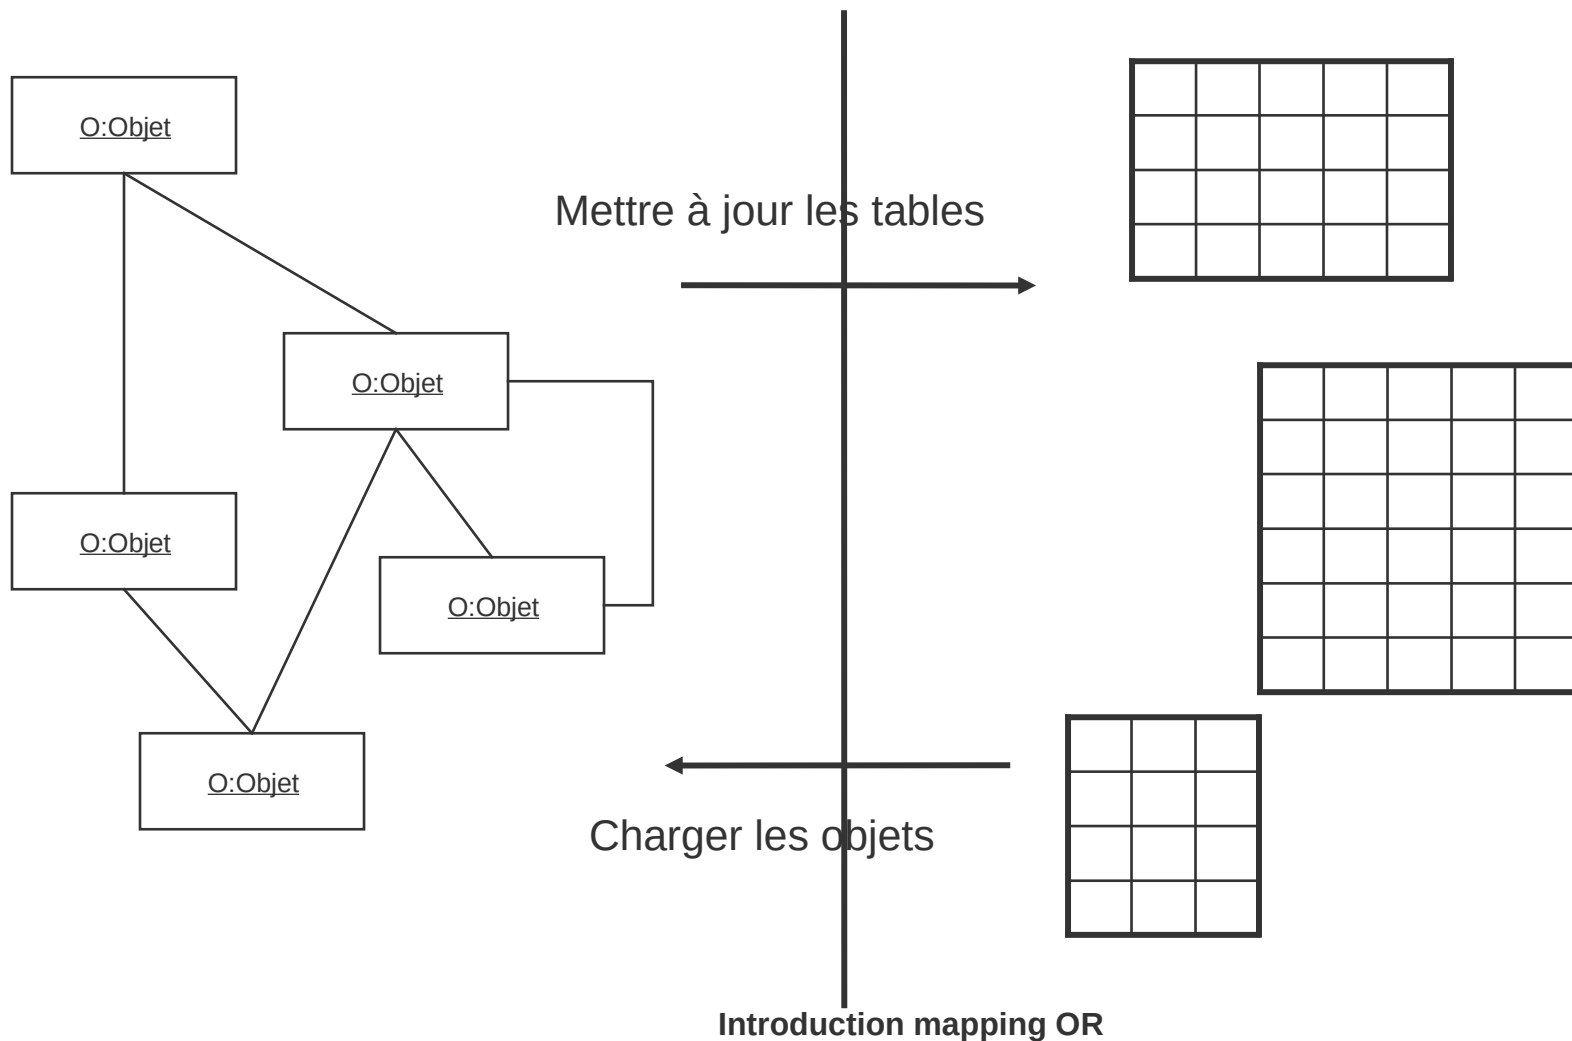 O:Objet
Mettre à jour les tables
O:Objet
O:Objet
O:Objet
O:Objet
Charger les objets
Introduction mapping OR